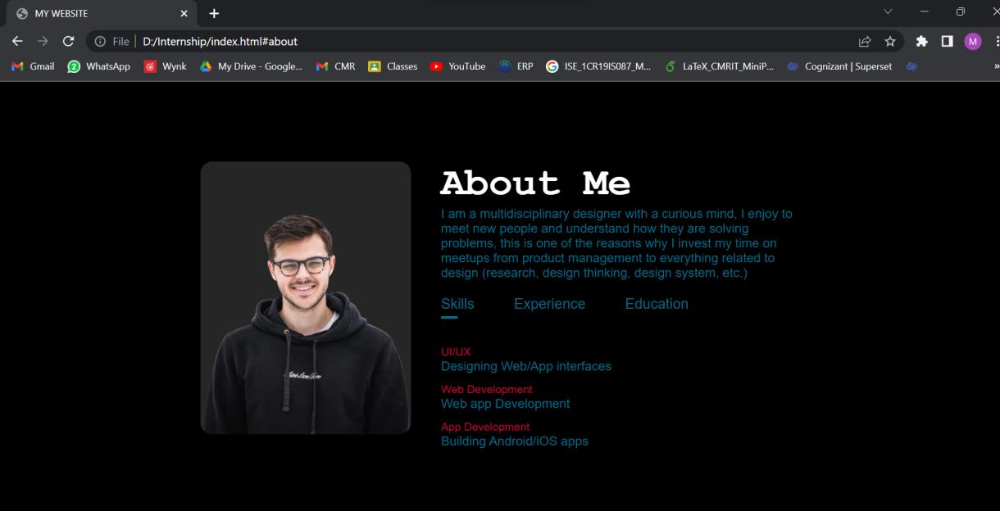 MY WEBSITE
File
D:/Internship/index.html#about
M
Gmail
WhatsApp
Wynk
My Drive - Google...
CMR
Classes
YouTube
ERP
ISE_1CR19IS087_M...
LaTeX_CMRIT_MiniP...
Cognizant | Superset
About Me
I am a multidisciplinary designer with a curious mind, I enjoy to
meet new people and understand how they are solving
problems, this is one of the reasons why I invest my time on
meetups from product management to everything related to
design (research, design thinking, design system, etc.)
Skills
Experience
Education
UI/UX
Designing Web/App interfaces
Web Development
Web app Development
App Development
Building Android/iOS apps